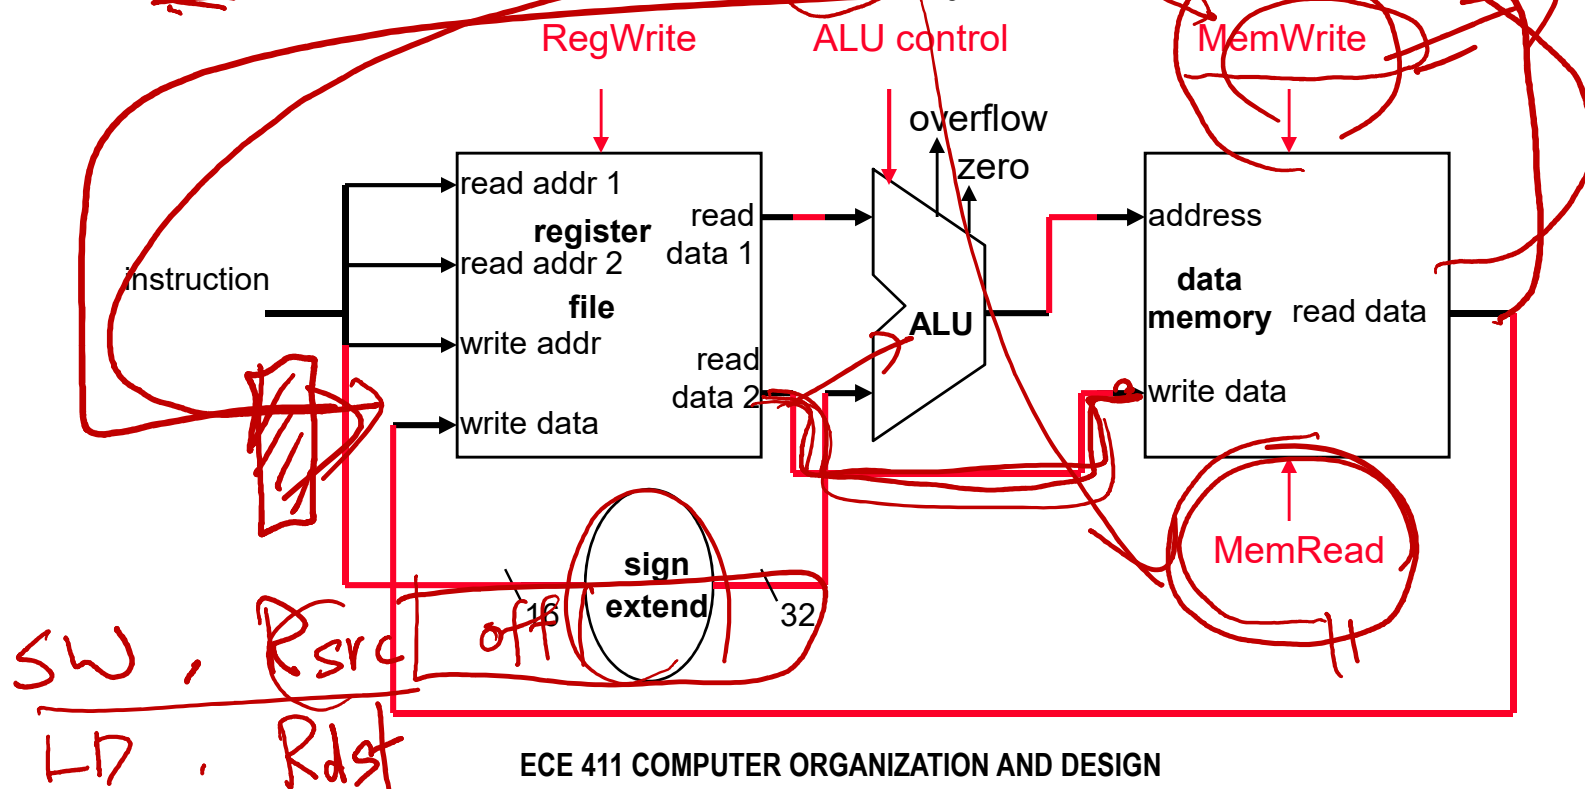 RegWrite
ALU control
MemWrite
overflow
zero
read addr 1
register
read addr 2
file
write addr
write data
read
data 1
read
data 2
instruction
ALU
address
data
memory
read data
write data
MemRead
sign
extend
16
32
off
SW , Rsrc
LD . Rdst
ECE 411 COMPUTER ORGANIZATION AND DESIGN